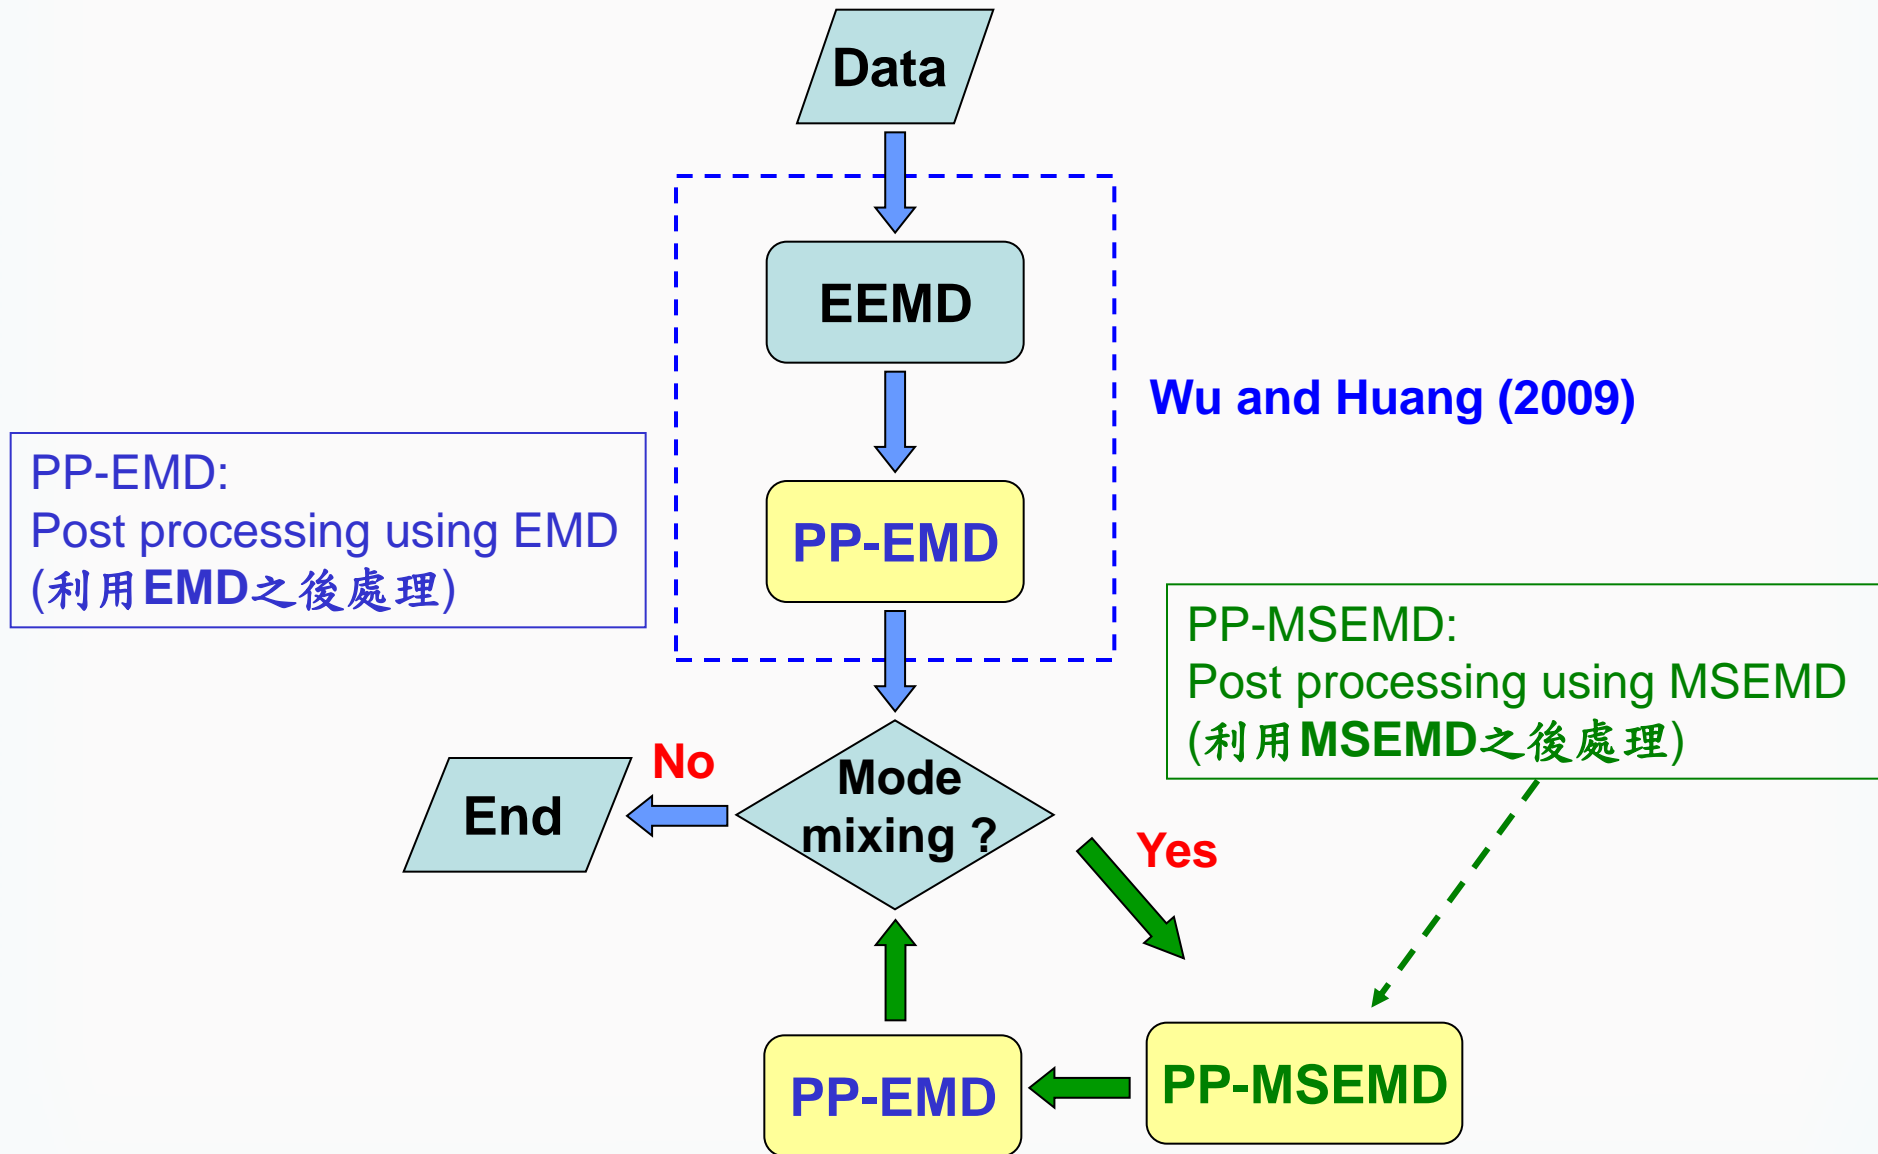 Data
EEMD
Wu and Huang (2009)
PP-EMD:
Post processing using EMD
(利用EMD之後處理)
PP-EMD
PP-MSEMD:
Post processing using MSEMD
(利用MSEMD之後處理)
No
Mode
mixing ?
End
Yes
PP-EMD
PP-MSEMD